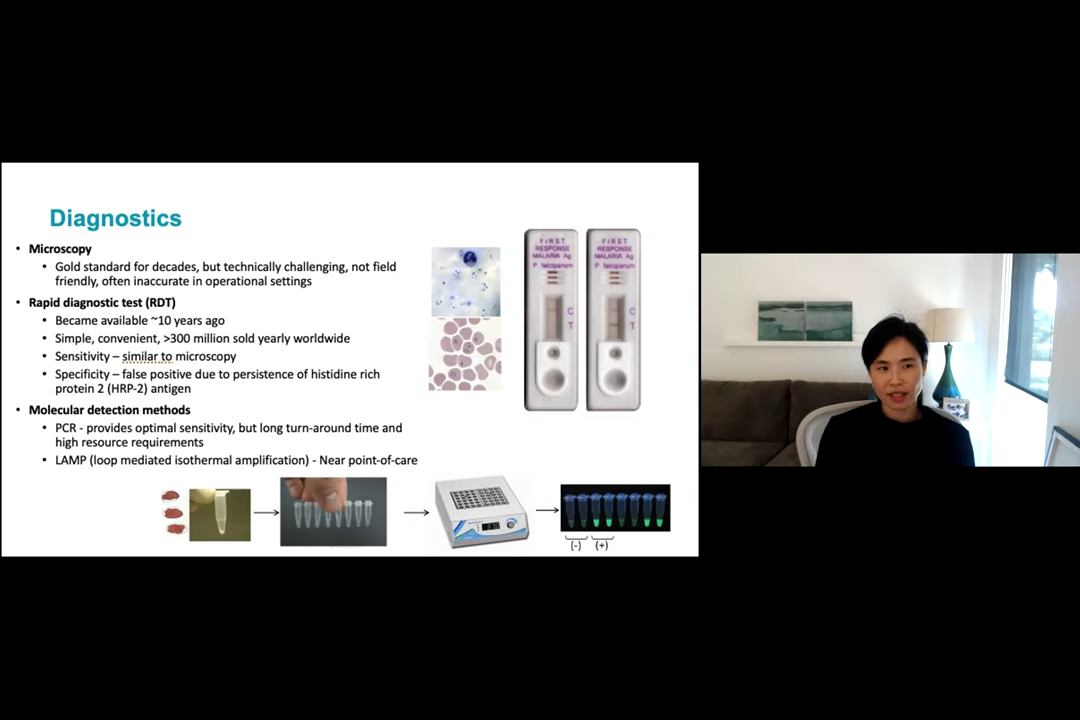 Diagnostics
• Microscopy
• Gold standard for decades, but technically challenging, not field
friendly, often inaccurate in operational settings
• Rapid diagnostic test (RDT)
• Became available ~10 years ago
• Simple, convenient, >300 million sold yearly worldwide
• Sensitivity – similar to microscopy
• Specificity – false positive due to persistence of histidine rich
protein 2 (HRP-2) antigen
• Molecular detection methods
• PCR - provides optimal sensitivity, but long turn-around time and
high resource requirements
• LAMP (loop mediated isothermal amplification) - Near point-of-care
FIRST
RESPONSE
MALARIA Ag
P falciparum
C
T
FIRST
RESPONSE
MALARIA Ag
P falciparum
C
T
(-) (+)